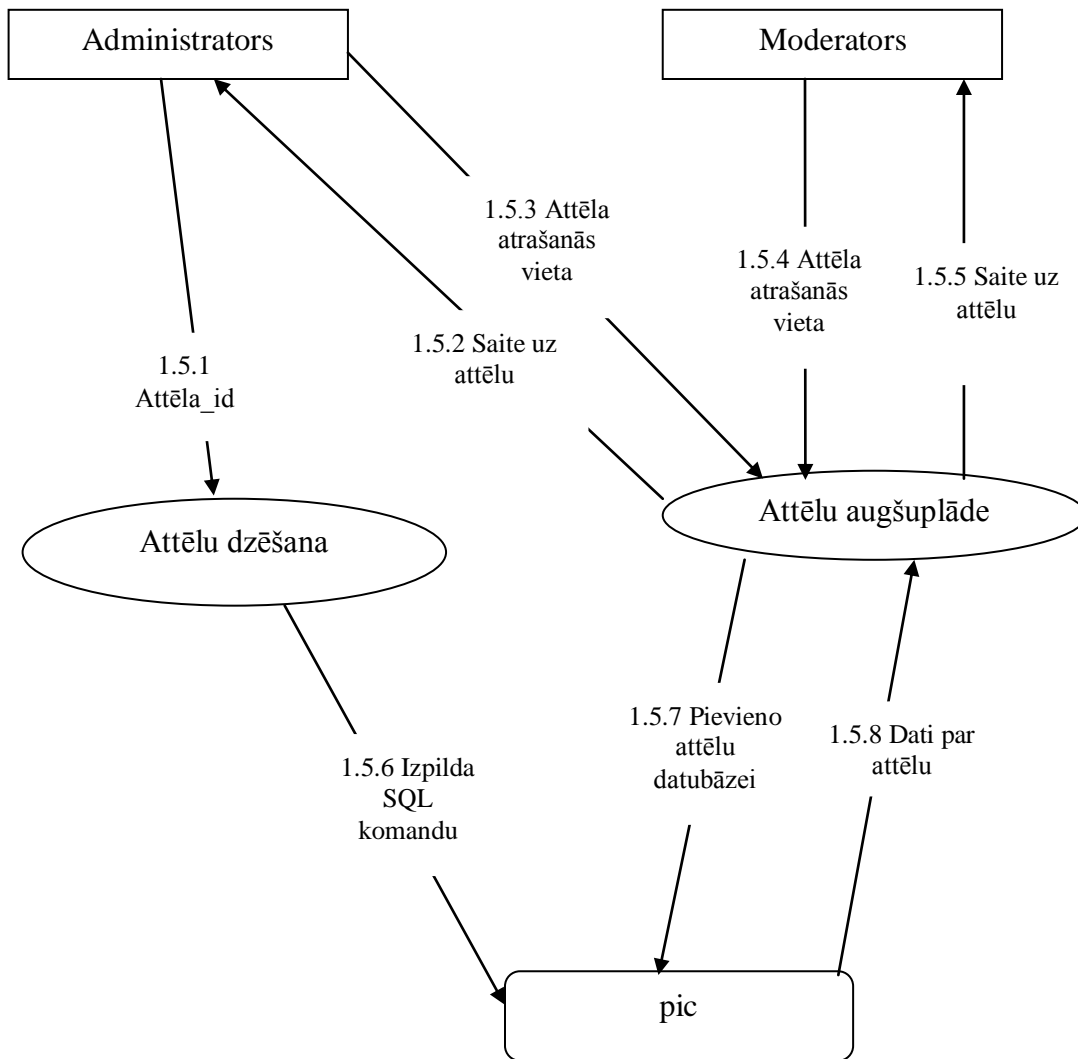 Administrators
Moderators
1.5.3 Attēla
atrašanās
vieta
1.5.4 Attēla
atrašanās
vieta
1.5.5 Saite uz
attēlu
1.5.2 Saite uz
attēlu
1.5.1
Attēla_id
Attēlu dzēšana
Attēlu augšuplāde
1.5.6 Izpilda
SQL
komandu
1.5.7 Pievieno
attēlu
datubāzei
1.5.8 Dati par
attēlu
pic